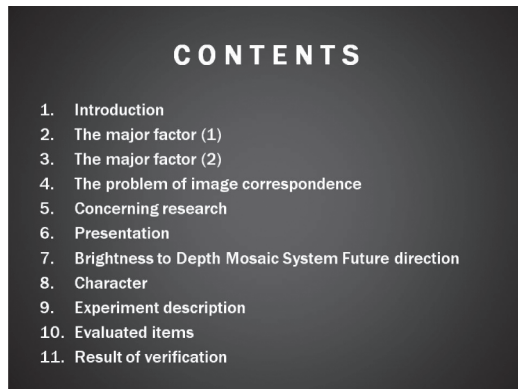 CONTENTS
1. Introduction
2. The major factor (1)
3. The major factor (2)
4. The problem of image correspondence
5. Concerning research
6. Presentation
7. Brightness to Depth Mosaic System Future direction
8. Character
9. Experiment description
10. Evaluated items
11. Result of verification